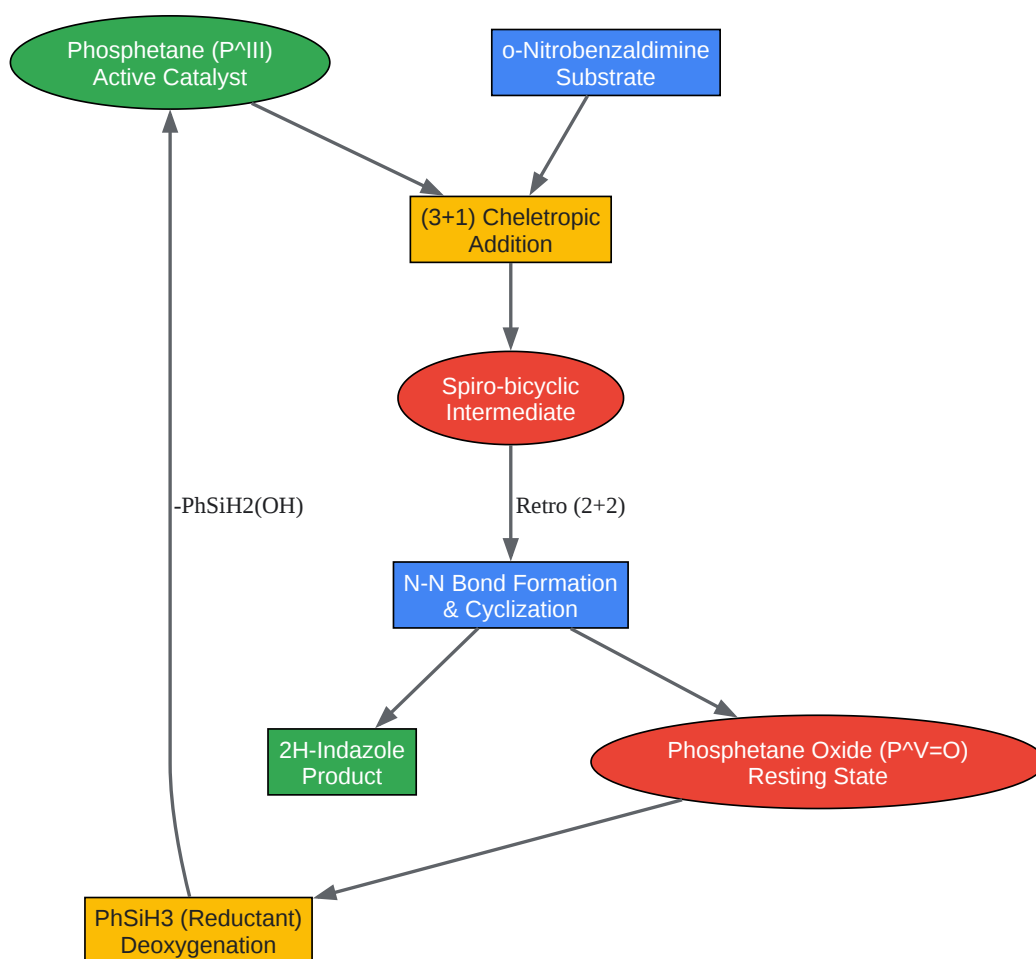 Phosphetane (P^III)
Active Catalyst
o-Nitrobenzaldimine
Substrate
(3+1) Cheletropic
Addition
Spiro-bicyclic
Intermediate
-PhSiH2(OH)
Retro (2+2)
N-N Bond Formation
& Cyclization
2H-Indazole
Product
Phosphetane Oxide (P^V=O)
Resting State
PhSiH3 (Reductant)
Deoxygenation